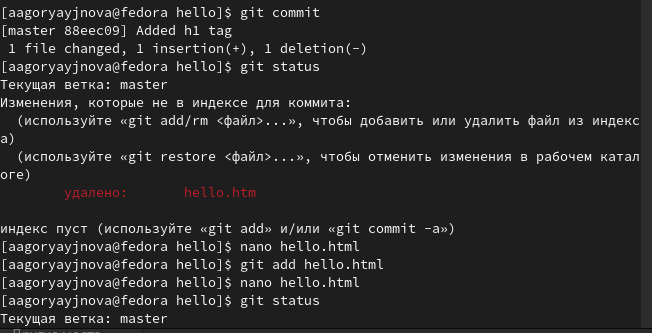 [aagoryayjnova@fedora hello]$ git commit
[master 88eec09] Added h1 tag
 1 file changed, 1 insertion(+), 1 deletion(-)
[aagoryayjnova@fedora hello]$ git status
Текущая ветка: master
Изменения, которые не в индексе для коммита:
  (используйте «git add/rm <файл>...», чтобы добавить или удалить файл из индекс
а)
  (используйте «git restore <файл>...», чтобы отменить изменения в рабочем катал
оге)
        удалено:       hello.htm

индекс пуст (используйте «git add» и/или «git commit -a»)
[aagoryayjnova@fedora hello]$ nano hello.html
[aagoryayjnova@fedora hello]$ git add hello.html
[aagoryayjnova@fedora hello]$ nano hello.html
[aagoryayjnova@fedora hello]$ git status
Текущая ветка: master